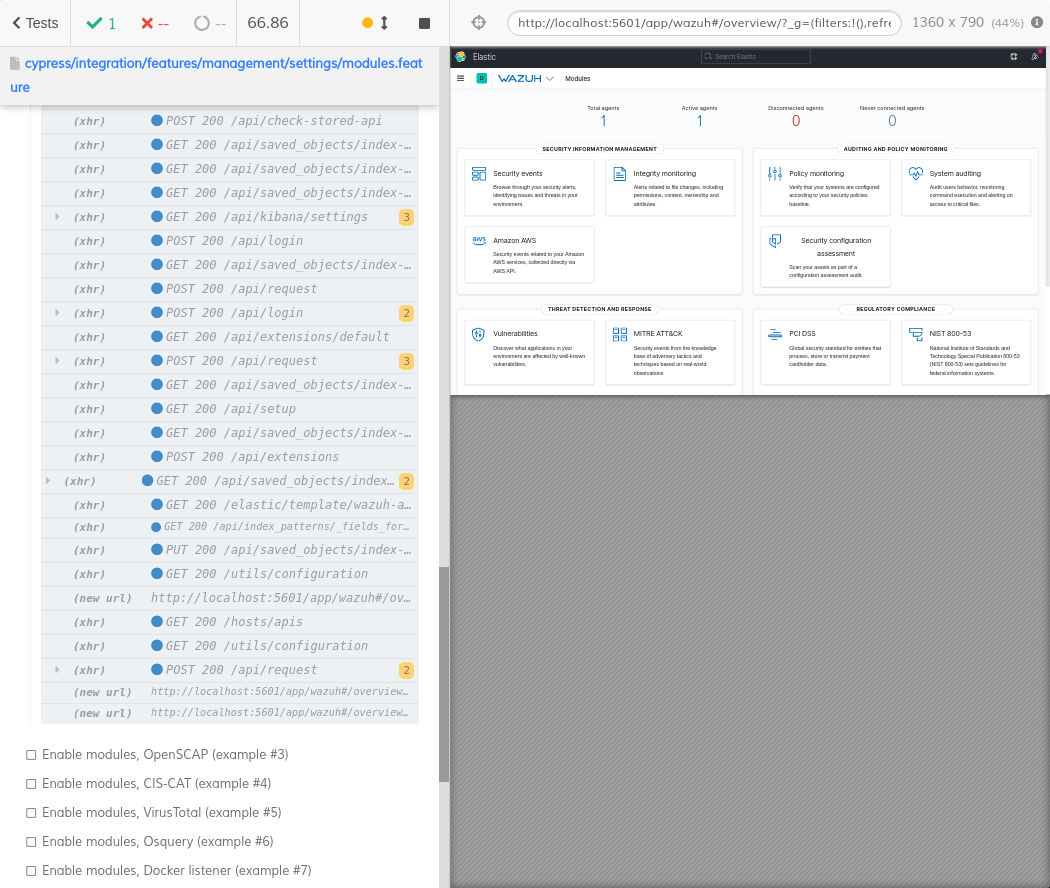 Tests
1
--
--
66.86
http://localhost:5601/app/wazuh#/overview/?_g=(filters:!(),refre
1360 x 790 (44%)
cypress/integration/features/management/settings/modules.feat
ure
(xhr) POST 200 /api/check-stored-api
(xhr) GET 200 /api/saved_objects/index-…
(xhr) GET 200 /api/saved_objects/index-…
(xhr) GET 200 /api/saved_objects/index-…
(xhr) GET 200 /api/kibana/settings 3
(xhr) POST 200 /api/login
(xhr) GET 200 /api/saved_objects/index-…
(xhr) POST 200 /api/request
(xhr) POST 200 /api/login 2
(xhr) GET 200 /api/extensions/default
(xhr) POST 200 /api/request 3
(xhr) GET 200 /api/saved_objects/index-…
(xhr) GET 200 /api/setup
(xhr) GET 200 /api/saved_objects/index-…
(xhr) POST 200 /api/extensions
(xhr) GET 200 /api/saved_objects/index… 2
(xhr) GET 200 /elastic/template/wazuh-a…
(xhr) GET 200 /api/index_patterns/_fields_for…
(xhr) PUT 200 /api/saved_objects/index-…
(xhr) GET 200 /utils/configuration
(new url) http://localhost:5601/app/wazuh#/ov…
(xhr) GET 200 /hosts/apis
(xhr) GET 200 /utils/configuration
(xhr) POST 200 /api/request 2
(new url) http://localhost:5601/app/wazuh#/overview…
(new url) http://localhost:5601/app/wazuh#/overview…
Enable modules, OpenSCAP (example #3)
Enable modules, CIS-CAT (example #4)
Enable modules, VirusTotal (example #5)
Enable modules, Osquery (example #6)
Enable modules, Docker listener (example #7)
Elastic
Search Elastic
D
WAZUH
Modules
Total agents
1
Active agents
1
Disconnected agents
0
Never connected agents
0
SECURITY INFORMATION MANAGEMENT
Security events
Browse through your security alerts,
identifying issues and threats in your
environment.
Integrity monitoring
Alerts related to file changes, including
permissions, content, ownership and
attributes.
aws
Amazon AWS
Security events related to your Amazon
AWS services, collected directly via
AWS API.
AUDITING AND POLICY MONITORING
Policy monitoring
Verify that your systems are configured
according to your security policies
baseline.
System auditing
Audit users behavior, monitoring
command execution and alerting on
access to critical files.
Security configuration
assessment
Scan your assets as part of a
configuration assessment audit.
THREAT DETECTION AND RESPONSE
Vulnerabilities
Discover what applications in your
environment are affected by well-known
vulnerabilities.
MITRE ATT&CK
Security events from the knowledge
base of adversary tactics and
techniques based on real-world
observations
REGULATORY COMPLIANCE
PCI DSS
Global security standard for entities that
process, store or transmit payment
cardholder data.
NIST 800-53
National Institute of Standards and
Technology Special Publication 800-53
(NIST 800-53) sets guidelines for
federal information systems.